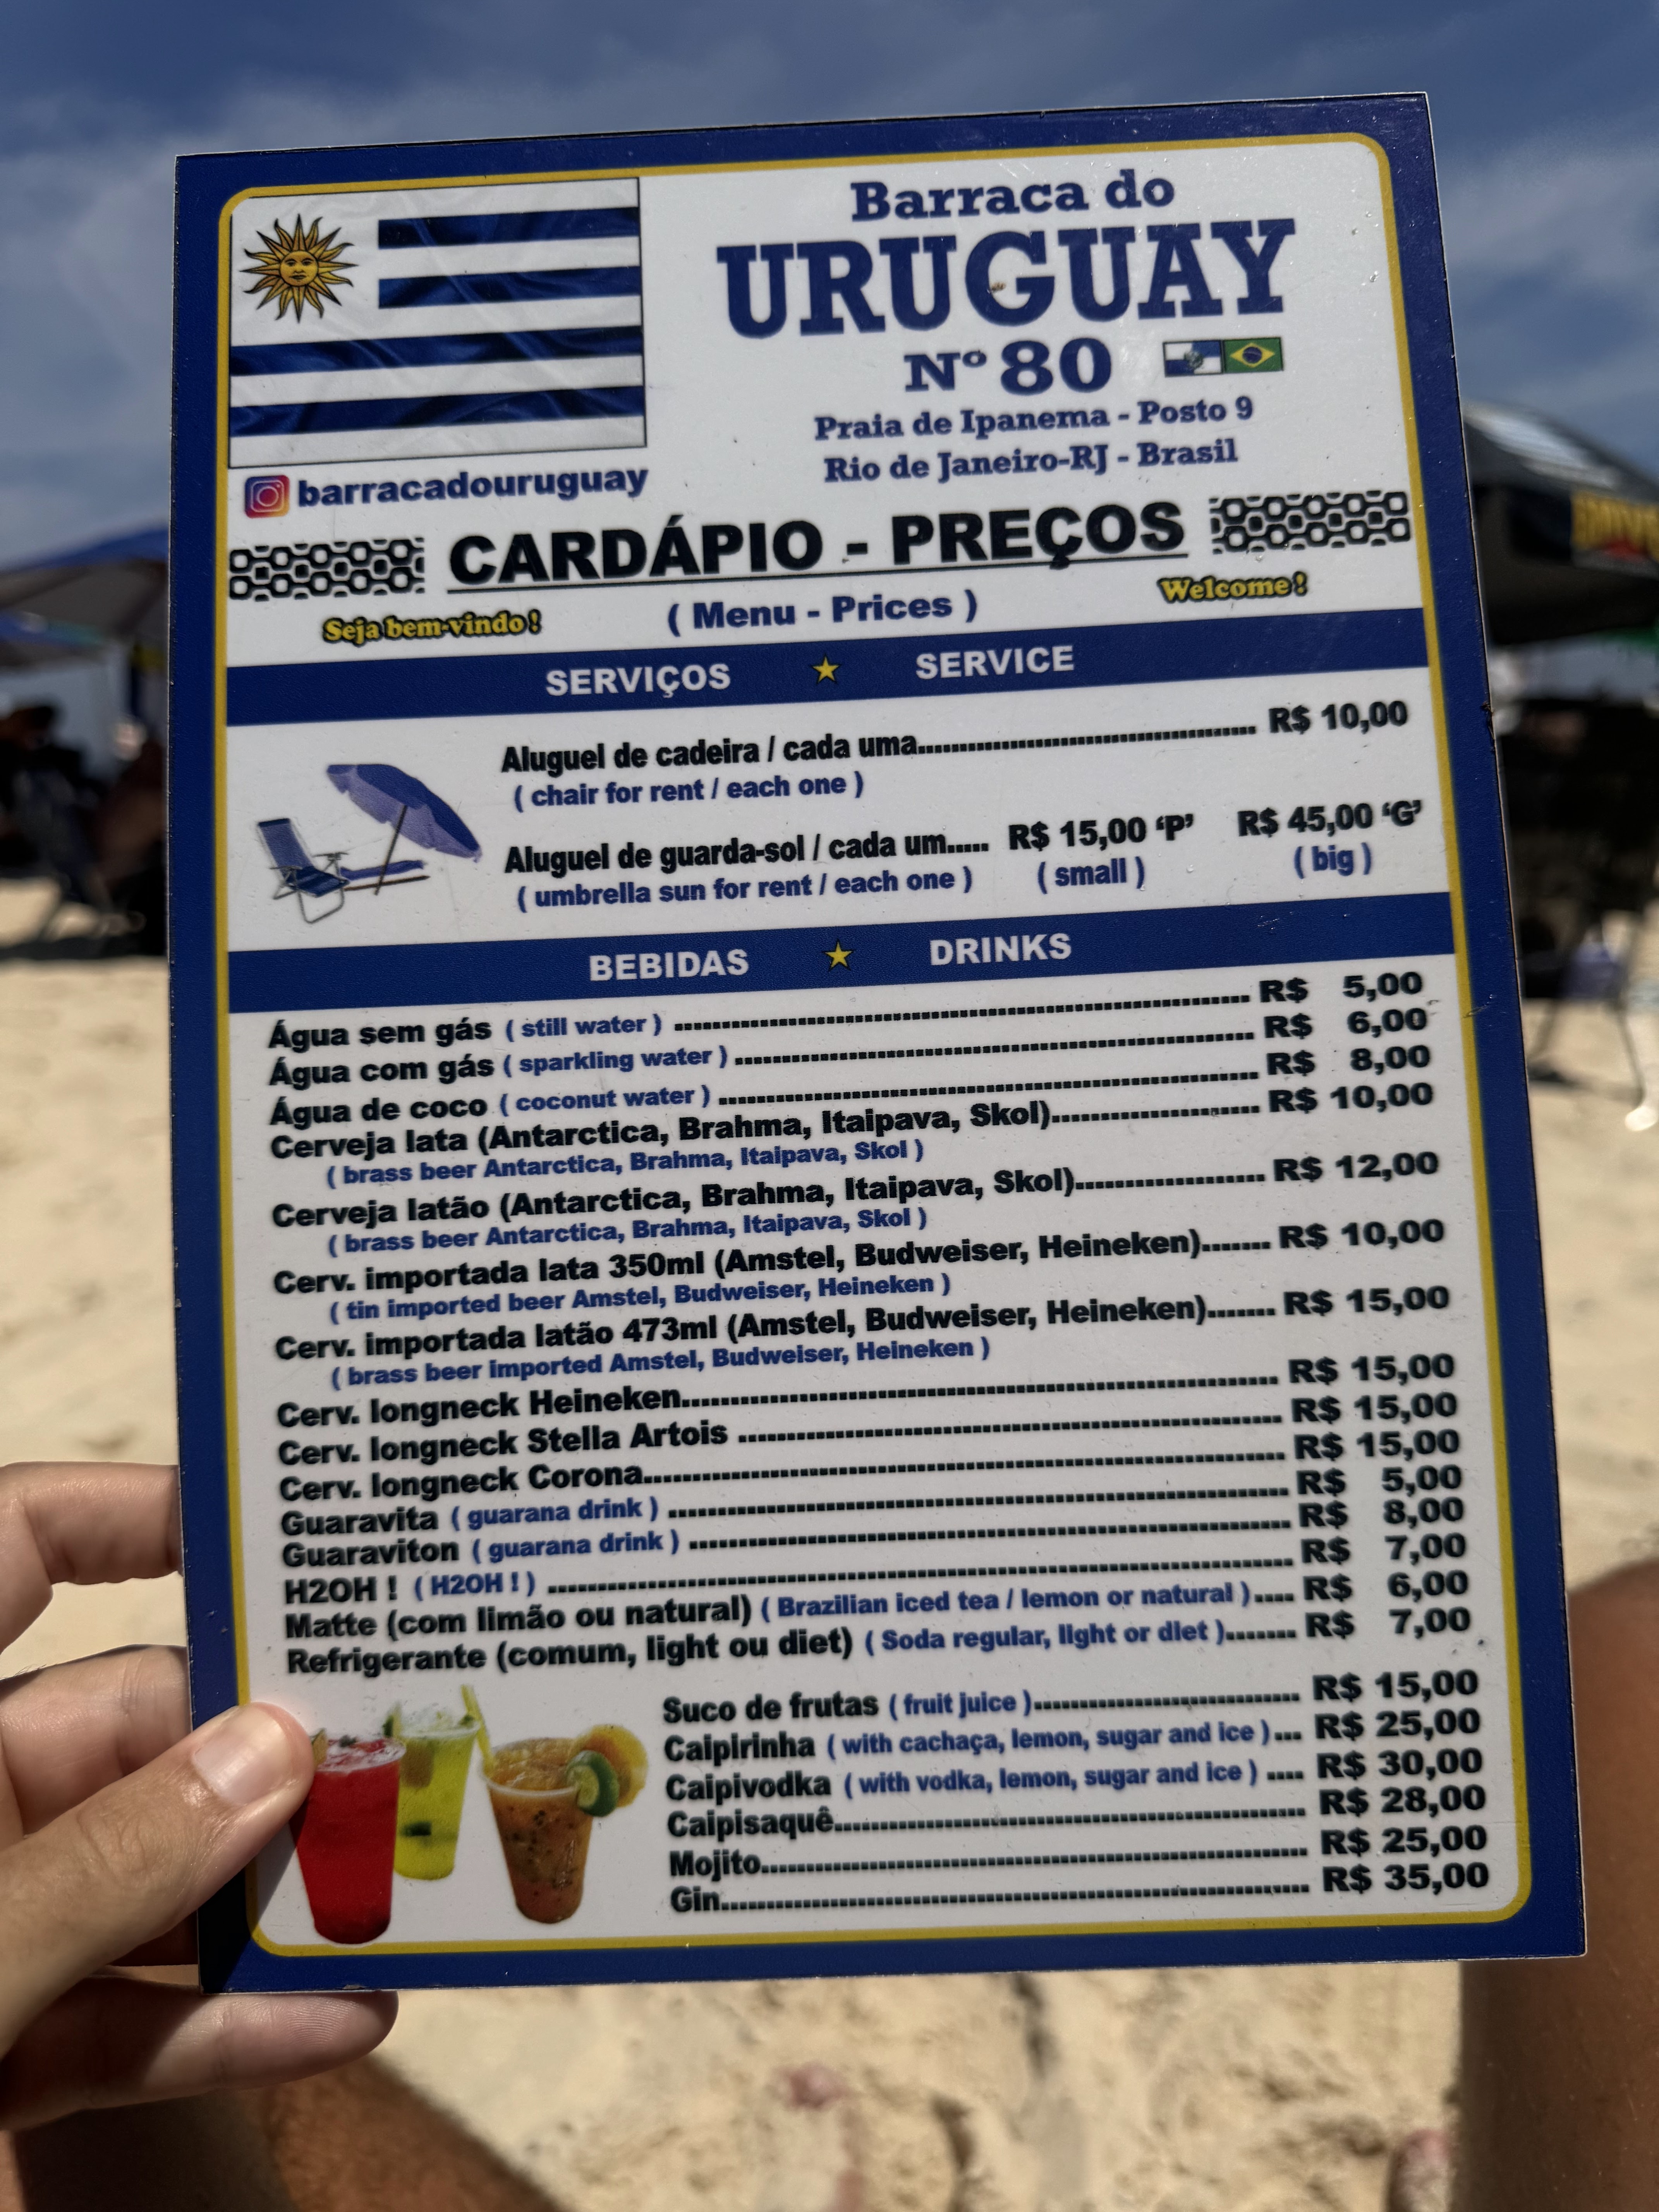 Barraca do
URUGUAY
Nº 80
Praia de Ipanema - Posto 9
Rio de Janeiro-RJ - Brasil
barracadouruguay
CARDÁPIO - PREÇOS
Seja bem-vindo !
( Menu - Prices )
Welcome !
SERVIÇOS ★ SERVICE
Aluguel de cadeira / cada uma........................................ R$ 10,00
( chair for rent / each one )
Aluguel de guarda-sol / cada um..... R$ 15,00 ‘P’ R$ 45,00 ‘G’
( umbrella sun for rent / each one ) ( small ) ( big )
BEBIDAS ★ DRINKS
Água sem gás ( still water ) ........................................ R$ 5,00
Água com gás ( sparkling water ) ........................................ R$ 6,00
Água de coco ( coconut water ) ........................................ R$ 8,00
Cerveja lata (Antarctica, Brahma, Itaipava, Skol)...................... R$ 10,00
( brass beer Antarctica, Brahma, Itaipava, Skol )
Cerveja latão (Antarctica, Brahma, Itaipava, Skol).................... R$ 12,00
( brass beer Antarctica, Brahma, Itaipava, Skol )
Cerv. importada lata 350ml (Amstel, Budweiser, Heineken)....... R$ 10,00
( tin imported beer Amstel, Budweiser, Heineken )
Cerv. importada latão 473ml (Amstel, Budweiser, Heineken)....... R$ 15,00
( brass beer imported Amstel, Budweiser, Heineken )
Cerv. longneck Heineken........................................ R$ 15,00
Cerv. longneck Stella Artois ........................................ R$ 15,00
Cerv. longneck Corona........................................ R$ 15,00
Guaravita ( guarana drink ) ........................................ R$ 5,00
Guaraviton ( guarana drink ) ........................................ R$ 8,00
H2OH ! ( H2OH ! ) ........................................ R$ 7,00
Matte (com limão ou natural) ( Brazilian iced tea / lemon or natural ).... R$ 6,00
Refrigerante (comum, light ou diet) ( Soda regular, light or diet )....... R$ 7,00
Suco de frutas ( fruit juice )............................... R$ 15,00
Caipirinha ( with cachaça, lemon, sugar and ice )... R$ 25,00
Caipivodka ( with vodka, lemon, sugar and ice ) .... R$ 30,00
Caipisaquê........................................ R$ 28,00
Mojito........................................ R$ 25,00
Gin........................................ R$ 35,00